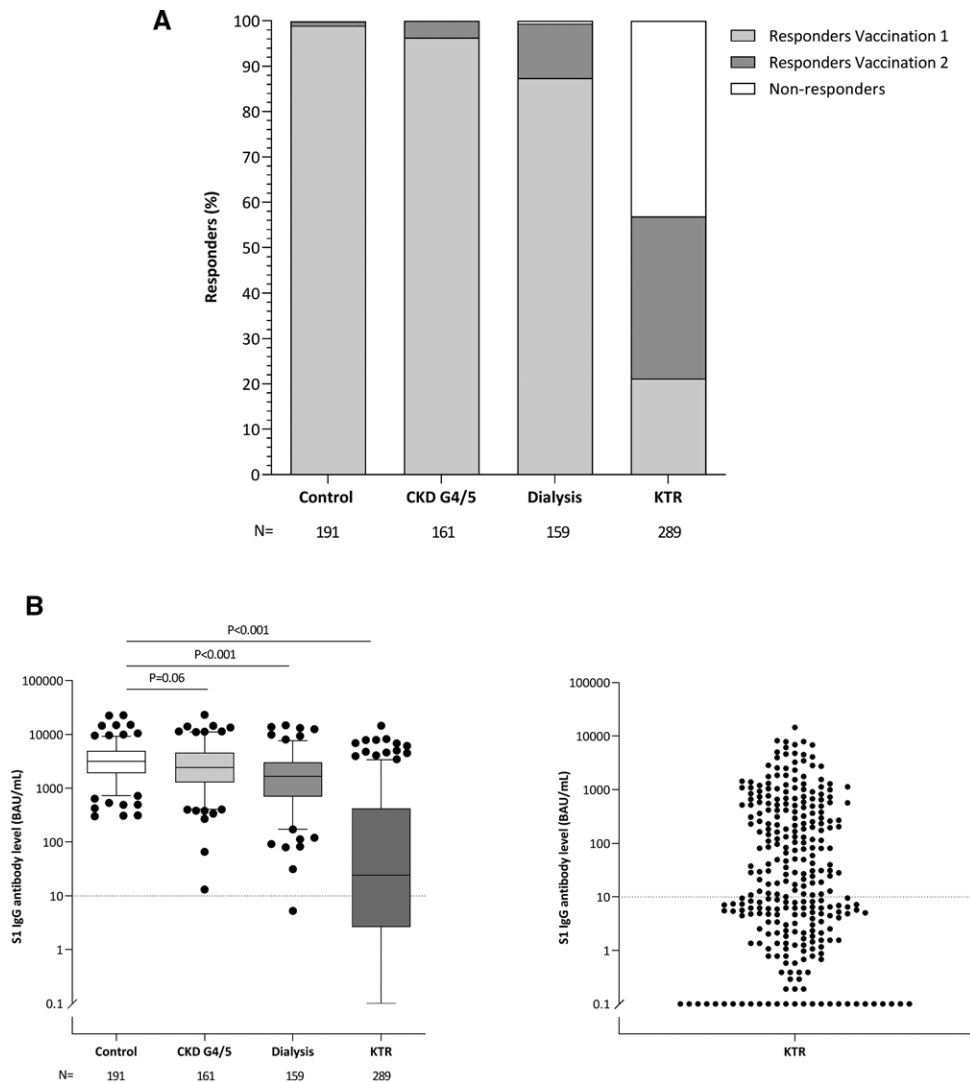 A
100
90
80
70
60
50
40
30
20
10
0
Responders (%)
Responders Vaccination 1
Responders Vaccination 2
Non-responders
Control CKD G4/5 Dialysis KTR
N= 191 161 159 289
B
P<0.001
P<0.001
P=0.06
100000
10000
1000
100
10
1
0.1
S1 IgG antibody level (BAU/mL)
Control CKD G4/5 Dialysis KTR
N= 191 161 159 289
100000
10000
1000
100
10
1
0.1
S1 IgG antibody level (BAU/mL)
KTR